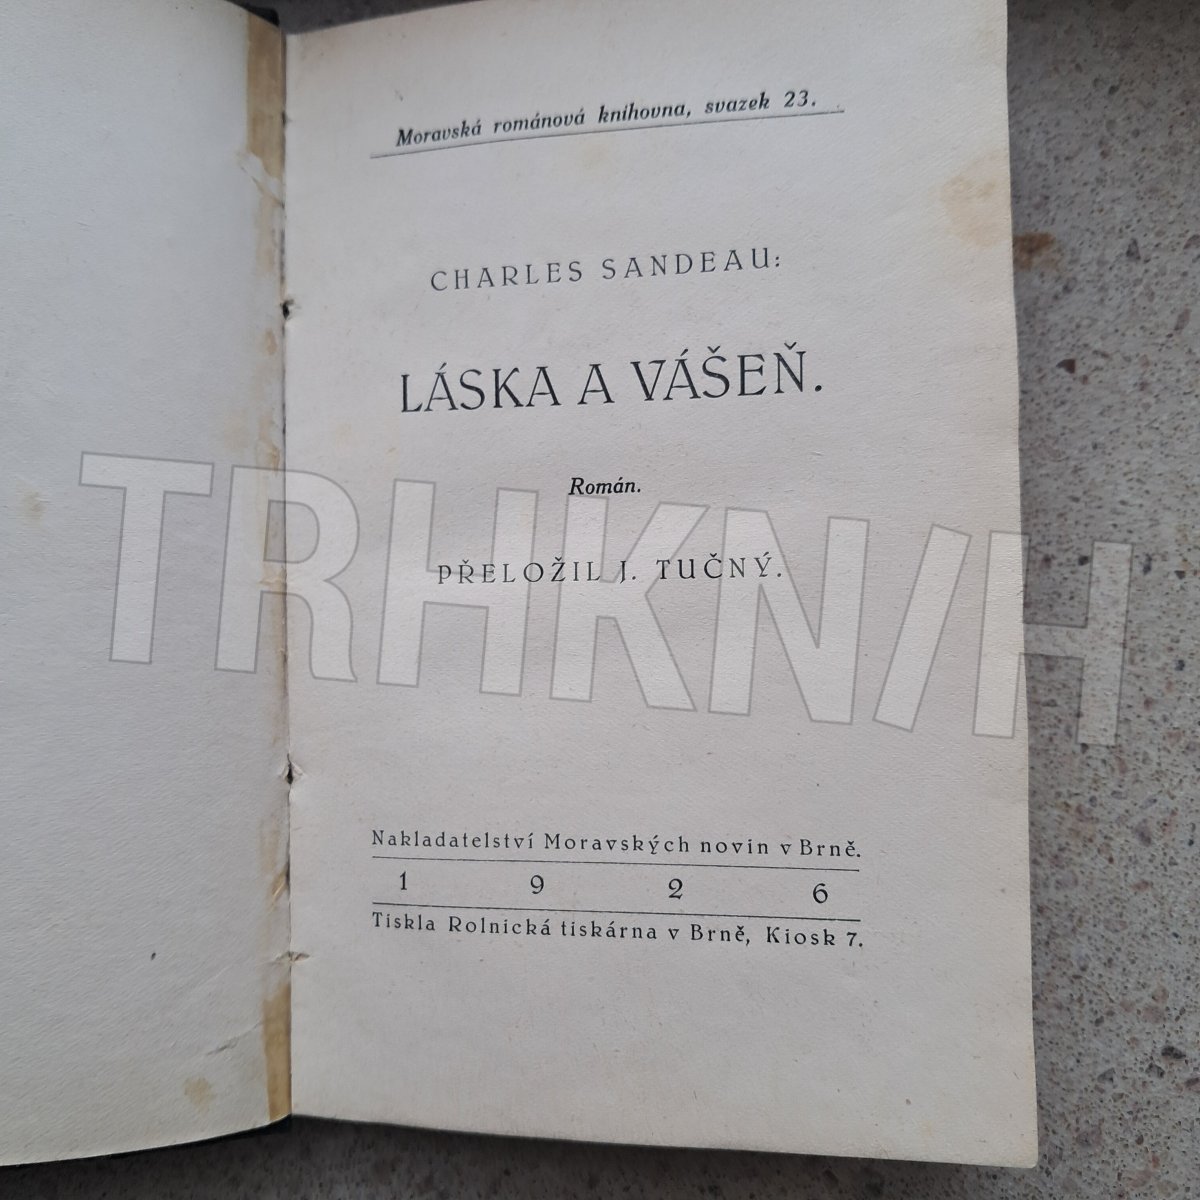 Moravská románová knihovna, svazek 23.
CHARLES SANDEAU:
LÁSKA A VÁŠEŇ.
Román.
PŘELOŽIL J. TUČNÝ.
TRHKN/H
Nakladatelství Moravských novin v Brně.
1 9 2 6
Tiskla Rolnická tiskárna v Brně, Kiosk 7.